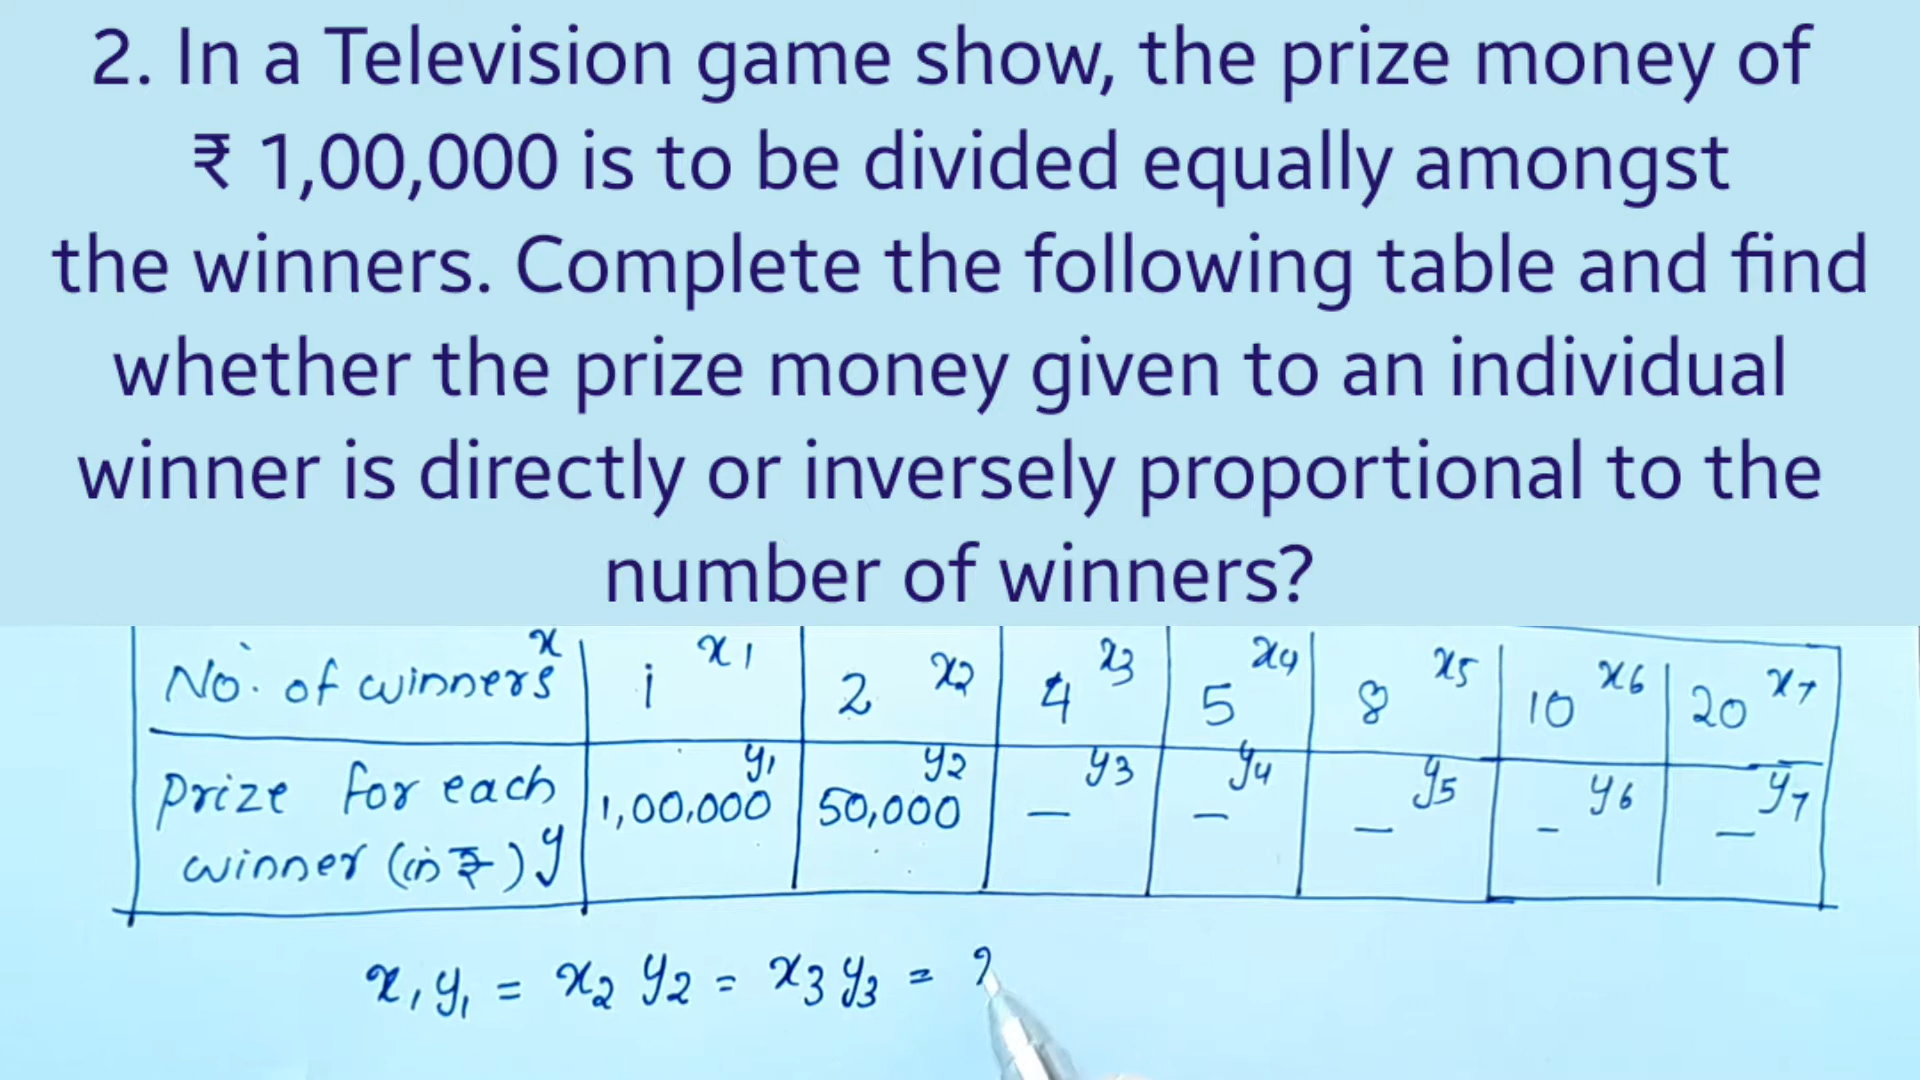 2. In a Television game show, the prize money of
₹ 1,00,000 is to be divided equally amongst
the winners. Complete the following table and find
whether the prize money given to an individual
winner is directly or inversely proportional to the
number of winners?
No. of winners x 1 x1 2 x2 4 x3 5 x4 8 x5 10 x6 20 x7
Prize for each y1 y2 y3 y4 y5 y6 y7
winner (in ₹) y 1,00,000 50,000 – – – – –
x1 y1 = x2 y2 = x3 y3 =